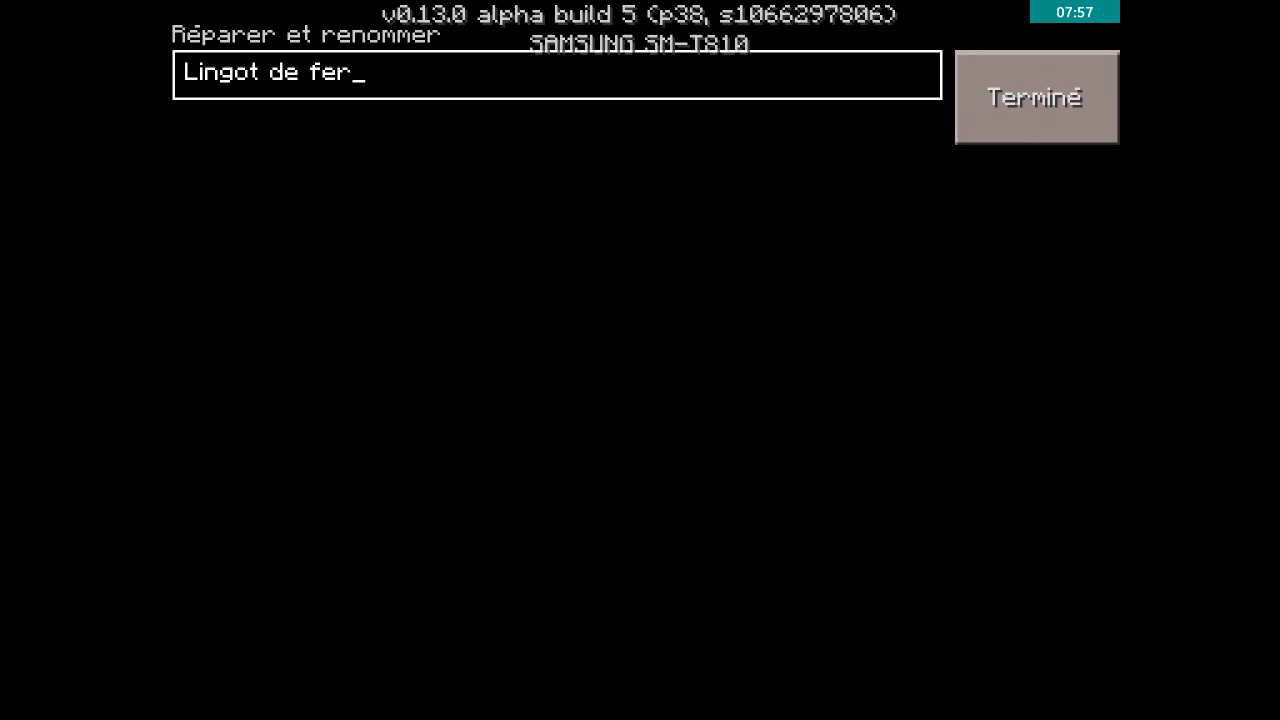 v0.13.0 alpha build 5 (p38, s1066297806)
07:57
Réparer et renommer
SAMSUNG SM-T810
Lingot de fer_
Terminé